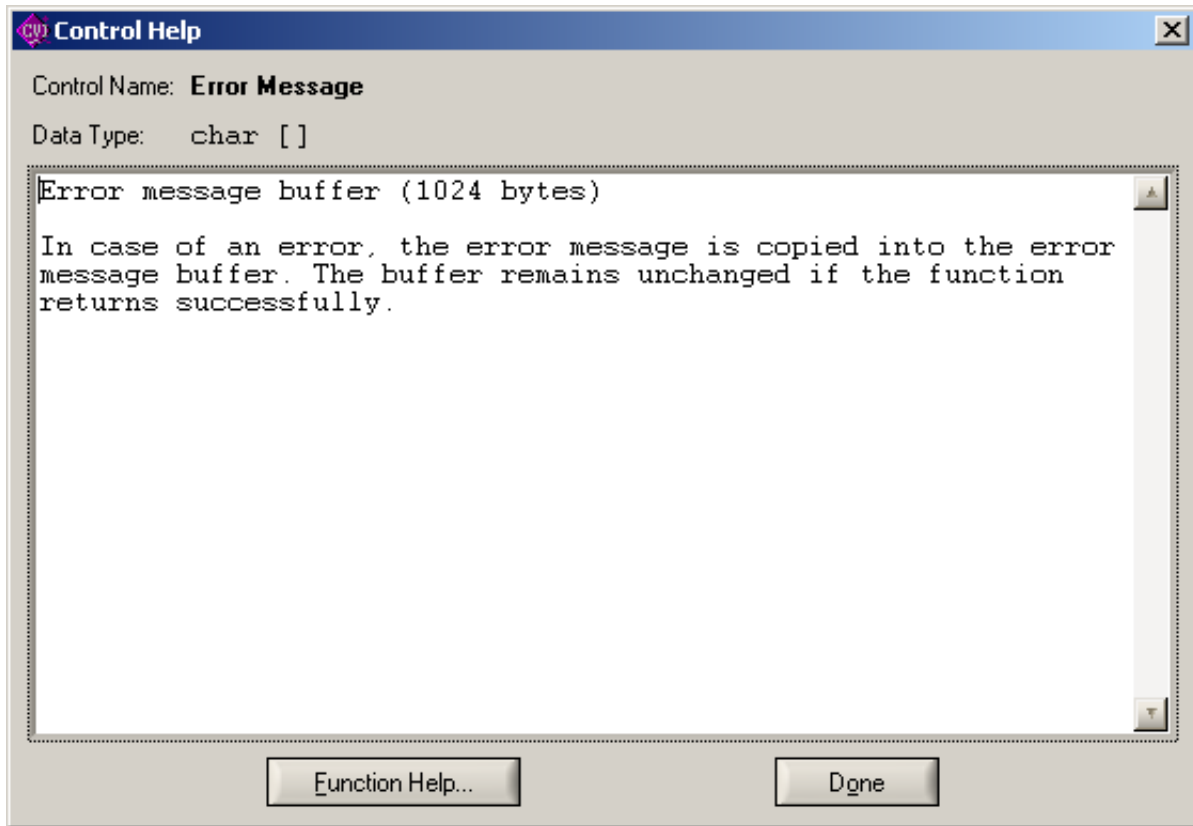 CVI Control Help
Control Name: Error Message
Data Type: char []
Error message buffer (1024 bytes)
In case of an error, the error message is copied into the error
message buffer. The buffer remains unchanged if the function
returns successfully.
Function Help... Done